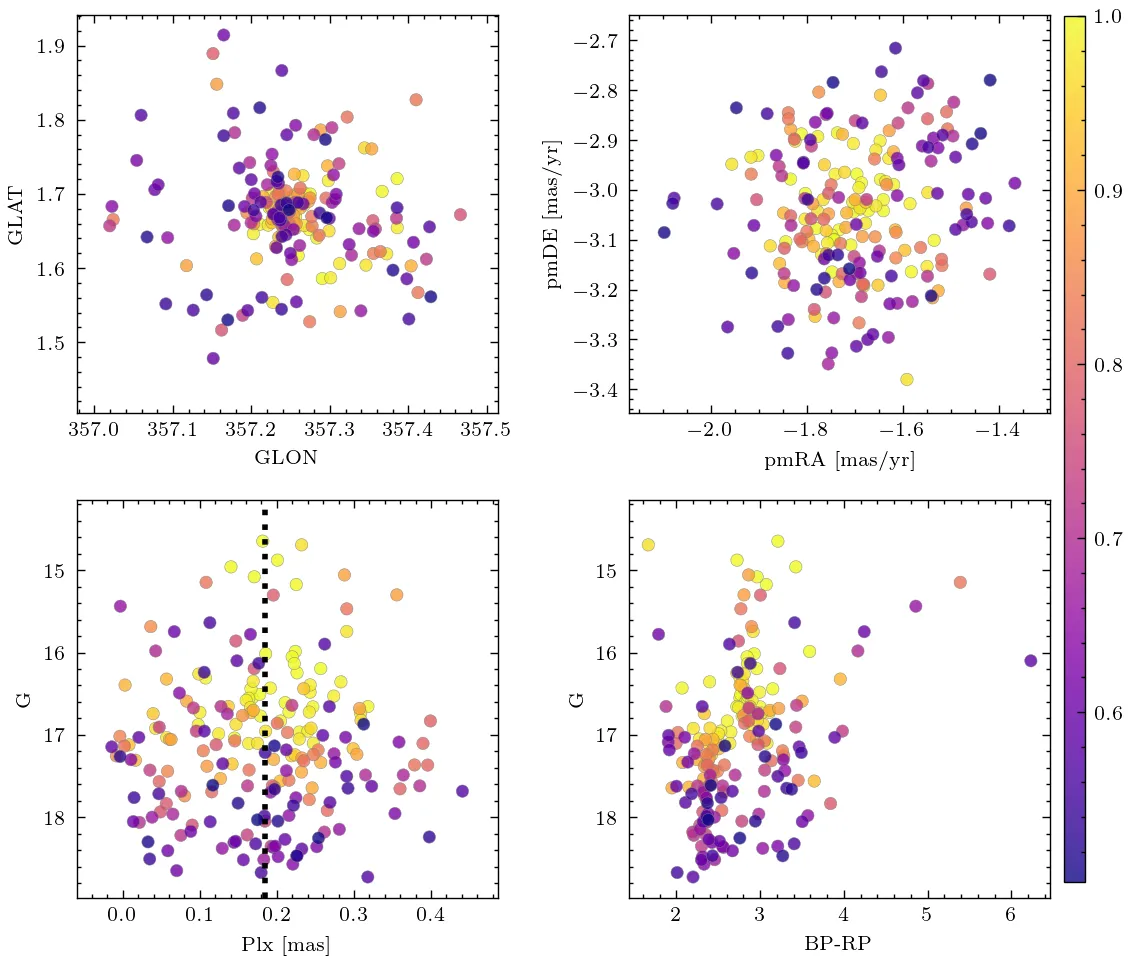 1.9
1.8
1.7
1.6
1.5
GLAT
357.0 357.1 357.2 357.3 357.4 357.5
GLON
−2.7
−2.8
−2.9
−3.0
−3.1
−3.2
−3.3
−3.4
pmDE [mas/yr]
−2.0 −1.8 −1.6 −1.4
pmRA [mas/yr]
1.0
0.9
0.8
0.7
0.6
15
16
17
18
G
0.0 0.1 0.2 0.3 0.4
Plx [mas]
15
16
17
18
G
2 3 4 5 6
BP-RP